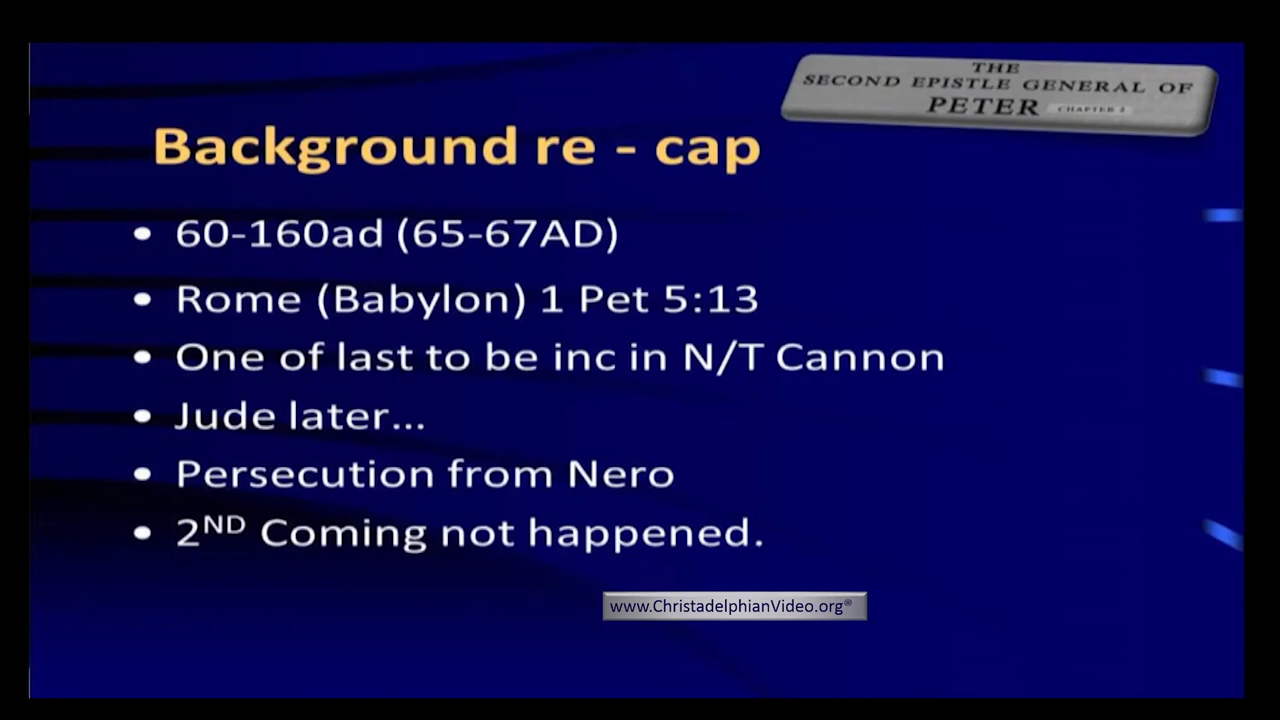 THE
SECOND EPISTLE GENERAL OF
PETER
Background re - cap
• 60-160ad (65-67AD)
• Rome (Babylon) 1 Pet 5:13
• One of last to be inc in N/T Cannon
• Jude later...
• Persecution from Nero
• 2ND Coming not happened.
www.ChristadelphianVideo.org®